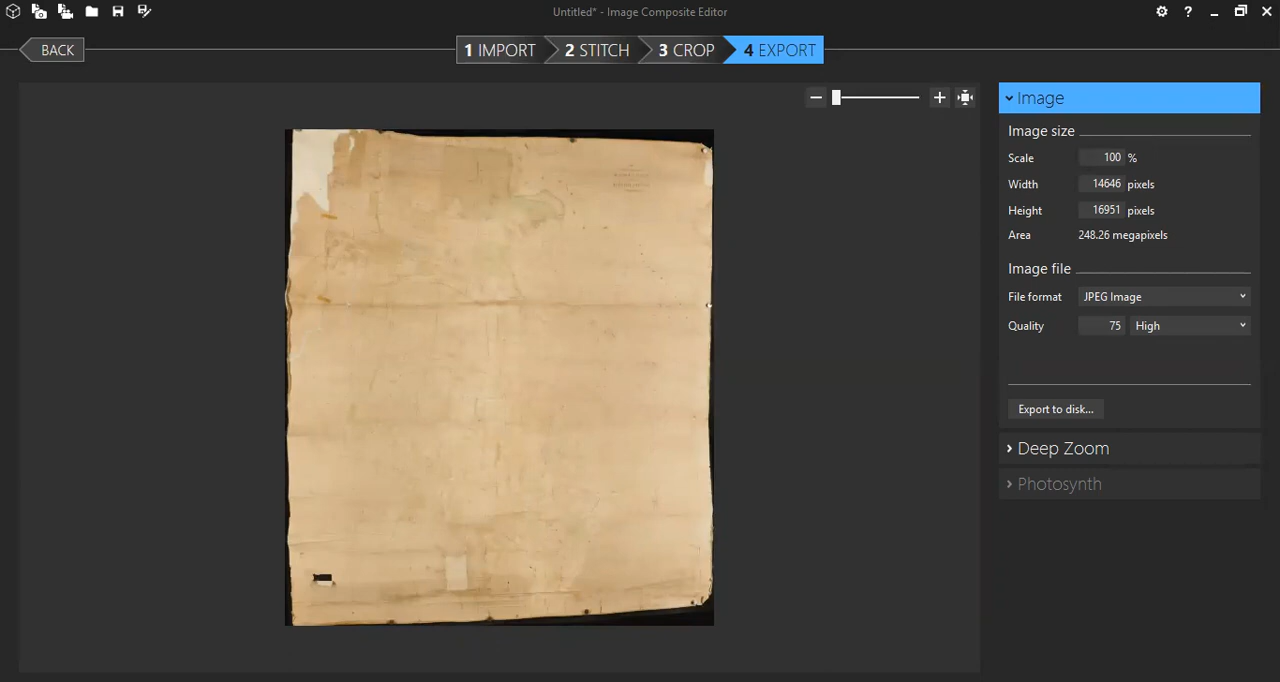 Untitled* - Image Composite Editor
BACK
1 IMPORT
2 STITCH
3 CROP
4 EXPORT
Image
Image size
Scale 100 %
Width 14646 pixels
Height 16951 pixels
Area 248.26 megapixels
Image file
File format JPEG Image
Quality 75 High
Export to disk...
Deep Zoom
Photosynth